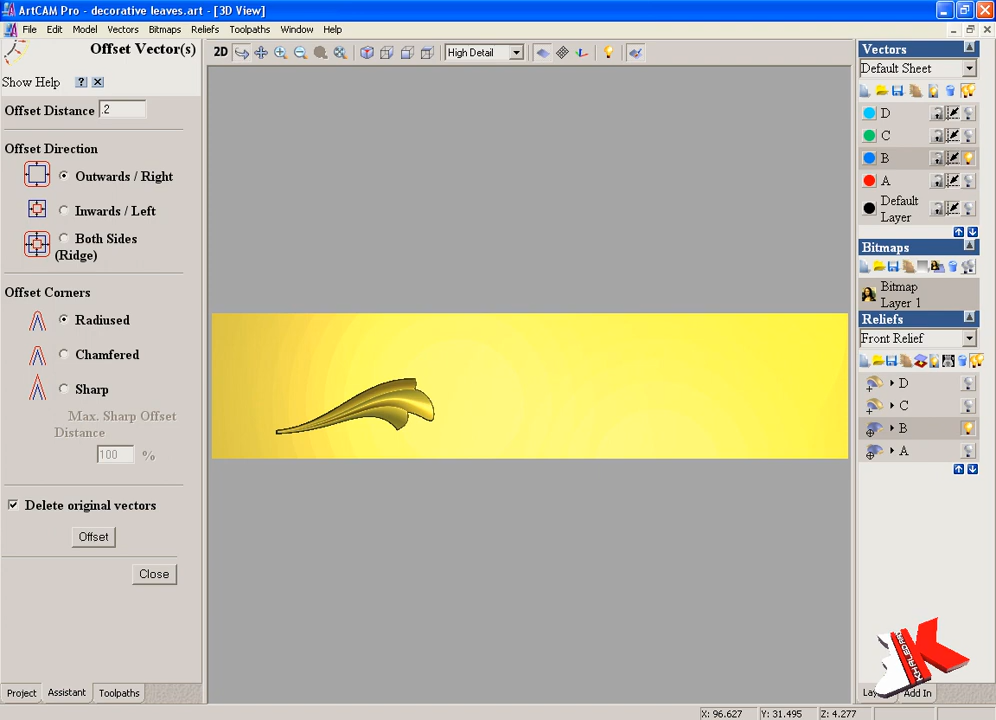 ArtCAM Pro - decorative leaves.art - [3D View]
File Edit Model Vectors Bitmaps Reliefs Toolpaths Window Help
Offset Vector(s)
Show Help ?
Offset Distance .2
Offset Direction
Outwards / Right
Inwards / Left
Both Sides
(Ridge)
Offset Corners
Radiused
Chamfered
Sharp
Max. Sharp Offset
Distance
100 %
Delete original vectors
Offset
Close
Project Assistant Toolpaths
2D High Detail
Vectors
Default Sheet
D
C
B
A
Default
Layer
Bitmaps
Bitmap
Layer 1
Reliefs
Front Relief
D
C
B
A
KHALEDART
Add In
X: 96.627 Y: 31.495 Z: 4.277